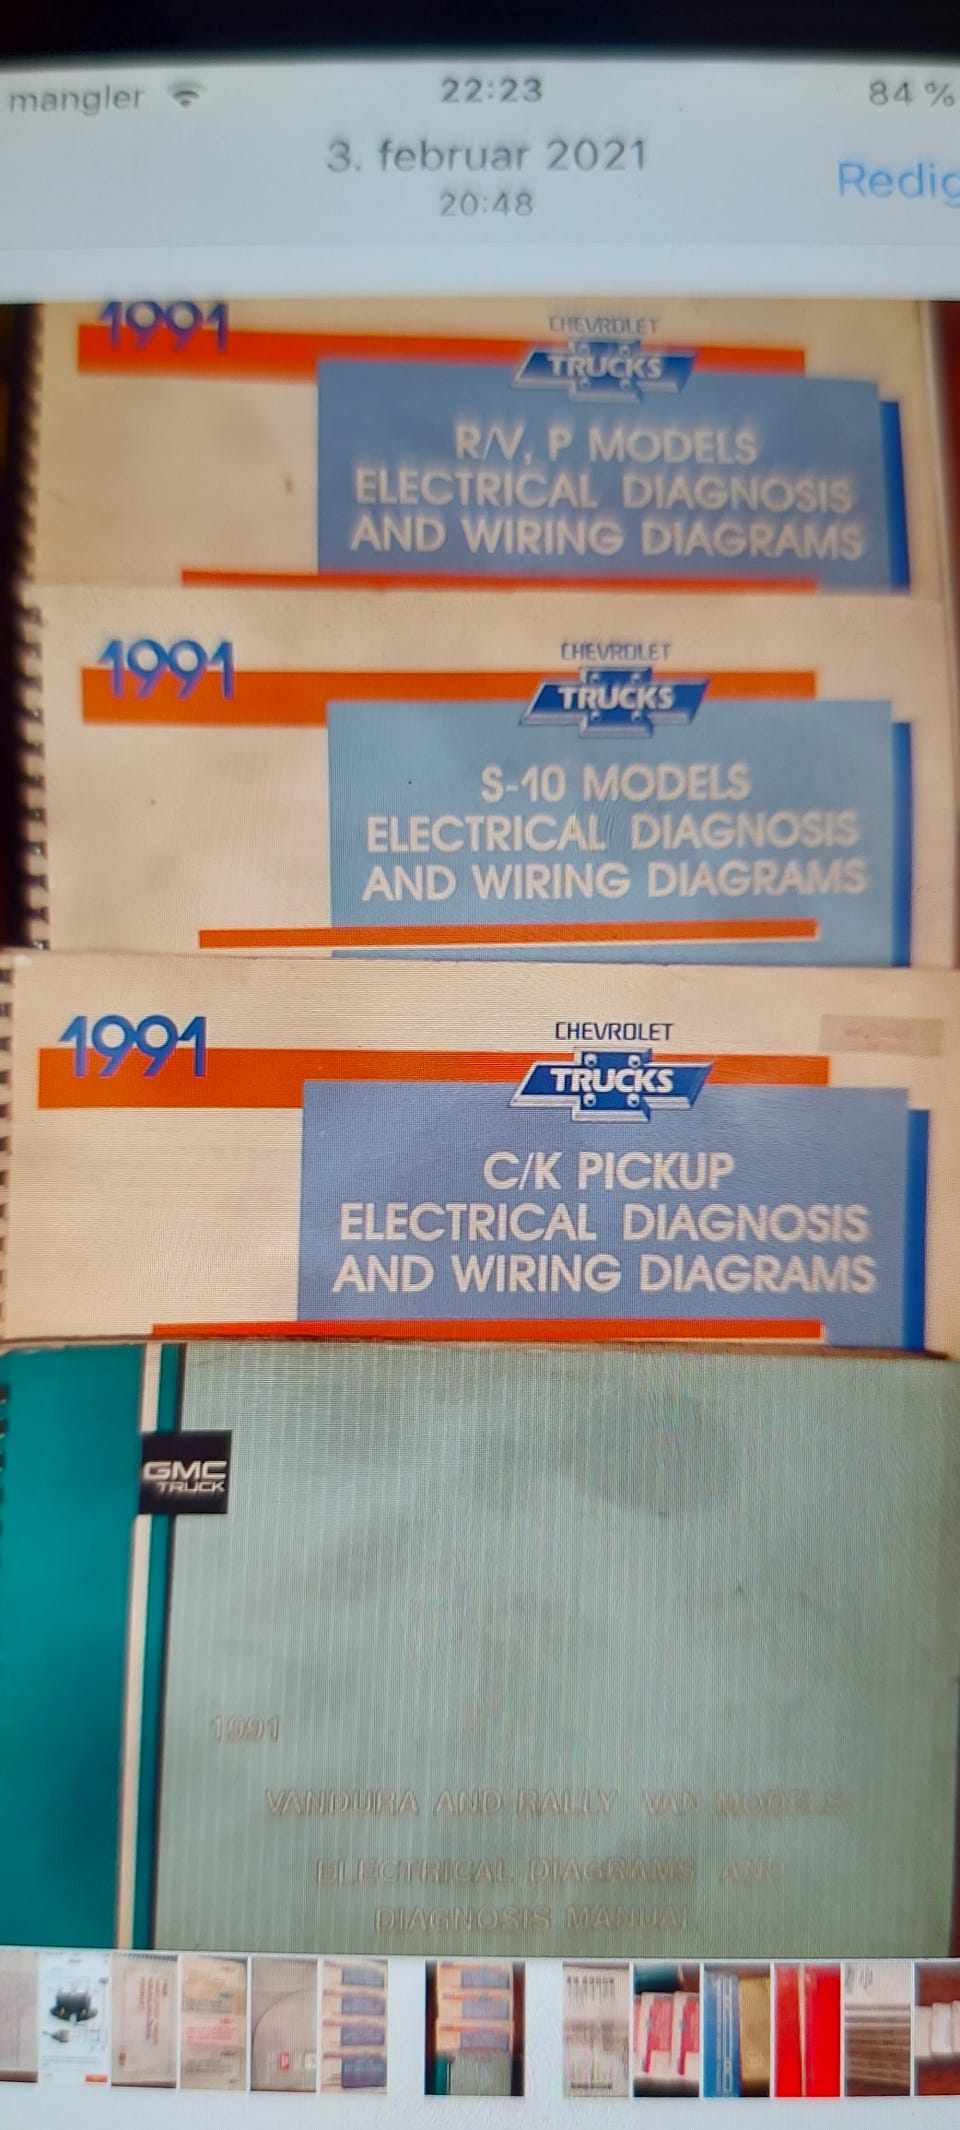 mangler 22:23 84 %
3. februar 2021
20:48
Redig
1991
CHEVROLET
TRUCKS
R/V, P MODELS
ELECTRICAL DIAGNOSIS
AND WIRING DIAGRAMS
1991
CHEVROLET
TRUCKS
S-10 MODELS
ELECTRICAL DIAGNOSIS
AND WIRING DIAGRAMS
1991
CHEVROLET
TRUCKS
C/K PICKUP
ELECTRICAL DIAGNOSIS
AND WIRING DIAGRAMS
GMC
TRUCK
1991
VANDURA AND RALLY VAN MODELS
ELECTRICAL DIAGRAMS AND
DIAGNOSIS MANUAL